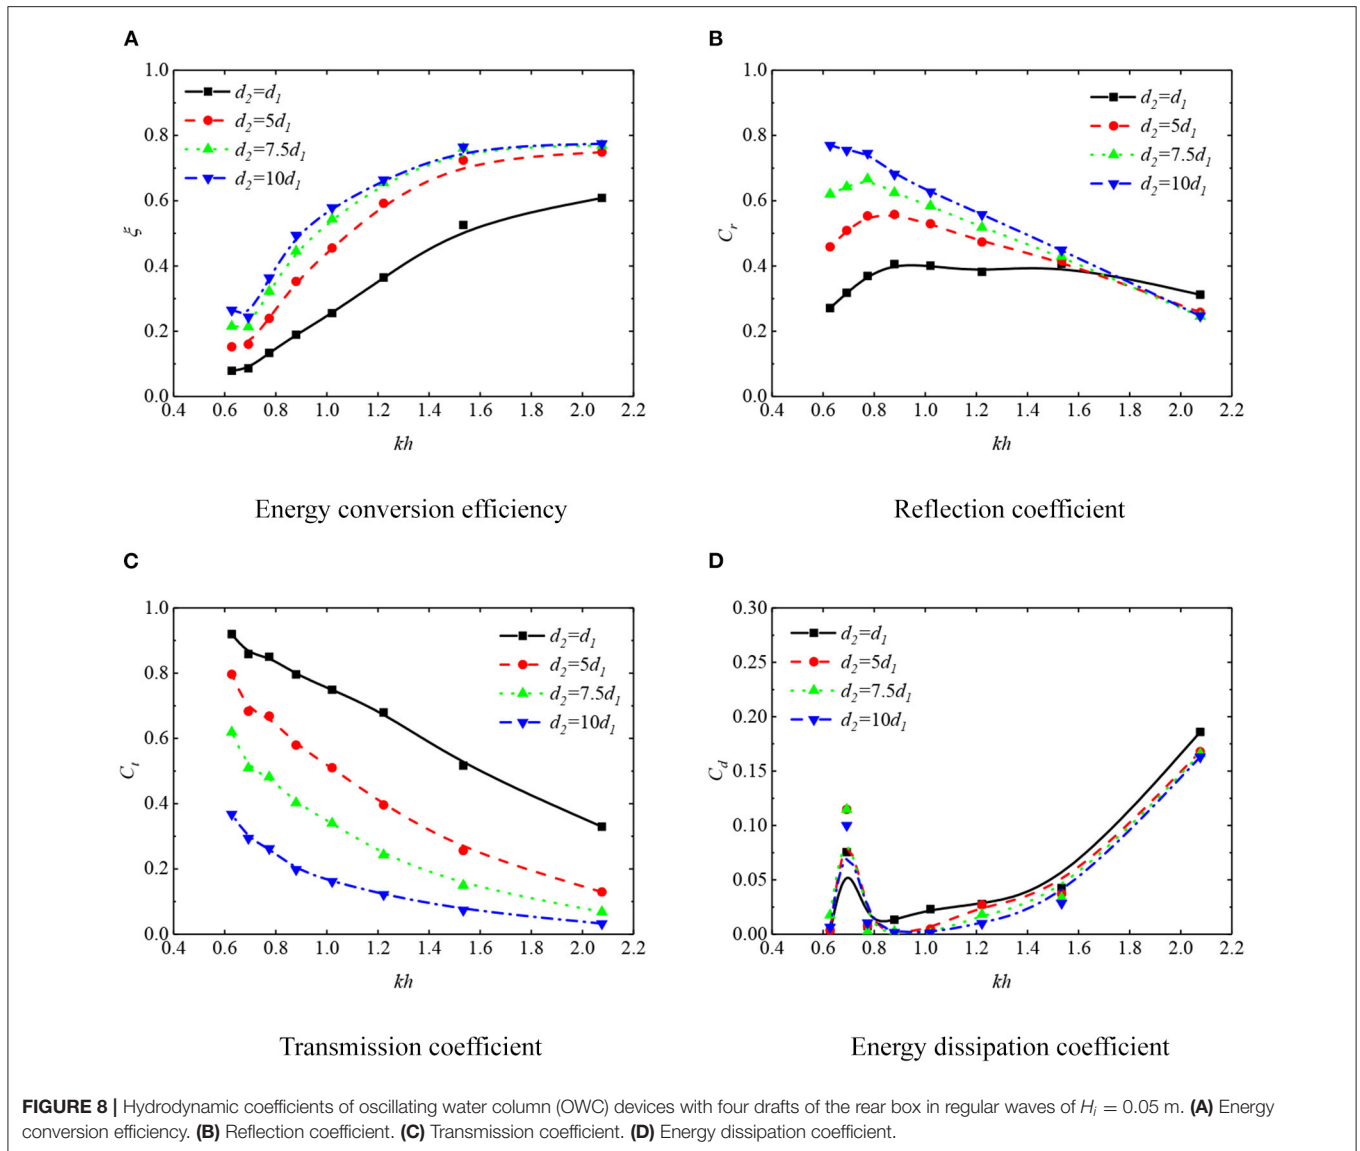 A
1.0
0.8
0.6
0.4
0.2
0.0
ξ
d2=d1
d2=5d1
d2=7.5d1
d2=10d1
0.4 0.6 0.8 1.0 1.2 1.4 1.6 1.8 2.0 2.2
kh
Energy conversion efficiency
B
1.0
0.8
0.6
0.4
0.2
0.0
Cr
d2=d1
d2=5d1
d2=7.5d1
d2=10d1
0.4 0.6 0.8 1.0 1.2 1.4 1.6 1.8 2.0 2.2
kh
Reflection coefficient
C
1.0
0.8
0.6
0.4
0.2
0.0
Ct
d2=d1
d2=5d1
d2=7.5d1
d2=10d1
0.4 0.6 0.8 1.0 1.2 1.4 1.6 1.8 2.0 2.2
kh
Transmission coefficient
D
0.30
0.25
0.20
0.15
0.10
0.05
0.00
Cd
d2=d1
d2=5d1
d2=7.5d1
d2=10d1
0.4 0.6 0.8 1.0 1.2 1.4 1.6 1.8 2.0 2.2
kh
Energy dissipation coefficient
FIGURE 8 | Hydrodynamic coefficients of oscillating water column (OWC) devices with four drafts of the rear box in regular waves of Hi = 0.05 m. (A) Energy
conversion efficiency. (B) Reflection coefficient. (C) Transmission coefficient. (D) Energy dissipation coefficient.